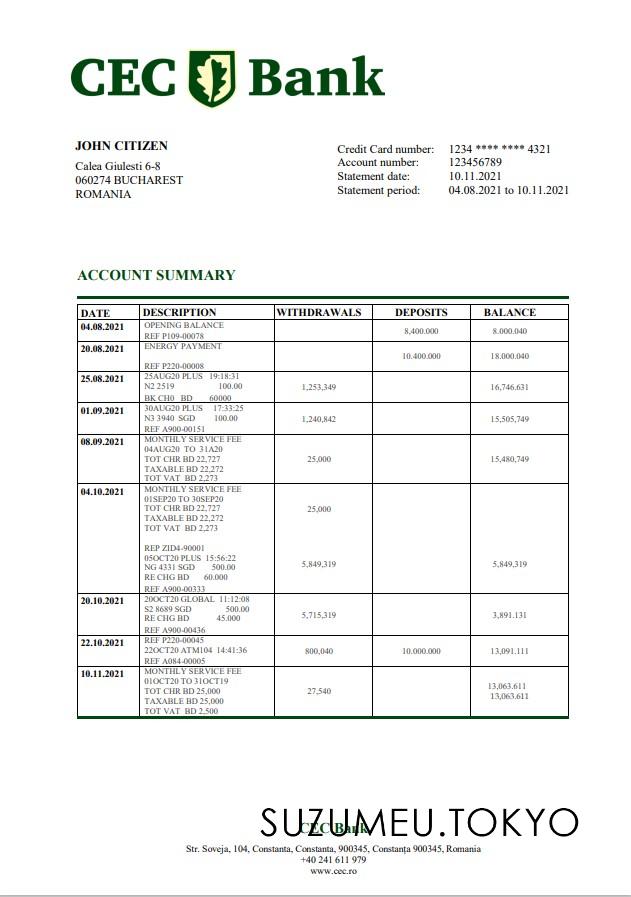 CEC Bank
JOHN CITIZEN
Calea Giulesti 6-8
060274 BUCHAREST
ROMANIA
Credit Card number: 1234 **** **** 4321
Account number: 123456789
Statement date: 10.11.2021
Statement period: 04.08.2021 to 10.11.2021
ACCOUNT SUMMARY
DATE DESCRIPTION WITHDRAWALS DEPOSITS BALANCE
04.08.2021 OPENING BALANCE
REF P109-00078 8,400.000 8.000.040
20.08.2021 ENERGY PAYMENT
10.400.000 18.000.040
REF P220-00008
25.08.2021 25AUG20 PLUS 19:18:31
N2 2519 100.00 1,253,349 16,746.631
BK CH0 BD 60000
01.09.2021 30AUG20 PLUS 17:33:25
N3 3940 SGD 100.00 1,240,842 15,505,749
REF A900-00151
08.09.2021 MONTHLY SERVICE FEE
04AUG20 TO 31A20
TOT CHR BD 22,727 25,000 15,480,749
TAXABLE BD 22,272
TOT VAT BD 2,273
04.10.2021 MONTHLY SERVICE FEE
01SEP20 TO 30SEP20
TOT CHR BD 22,727 25,000
TAXABLE BD 22,272
TOT VAT BD 2,273
REP ZID4-90001
05OCT20 PLUS 15:56:22 5,849,319 5,849,319
NG 4331 SGD 500.00
RE CHG BD 60.000
REF A900-00333
20.10.2021 20OCT20 GLOBAL 11:12:08
S2 8689 SGD 500.00
RE CHG BD 45.000 5,715,319 3,891.131
REF A900-00436
22.10.2021 REF P220-00045
22OCT20 ATM104 14:41:36 800,040 10.000.000 13,091.111
REF A084-00005
10.11.2021 MONTHLY SERVICE FEE
01OCT20 TO 31OCT19 13,063.611
TOT CHR BD 25,000 27,540 13,063.611
TAXABLE BD 25,000
TOT VAT BD 2,500
SUZUMEU.TOKYO
CEC Bank
Str. Soveja, 104, Constanta, Constanta, 900345, Constanța 900345, Romania
+40 241 611 979
www.cec.ro